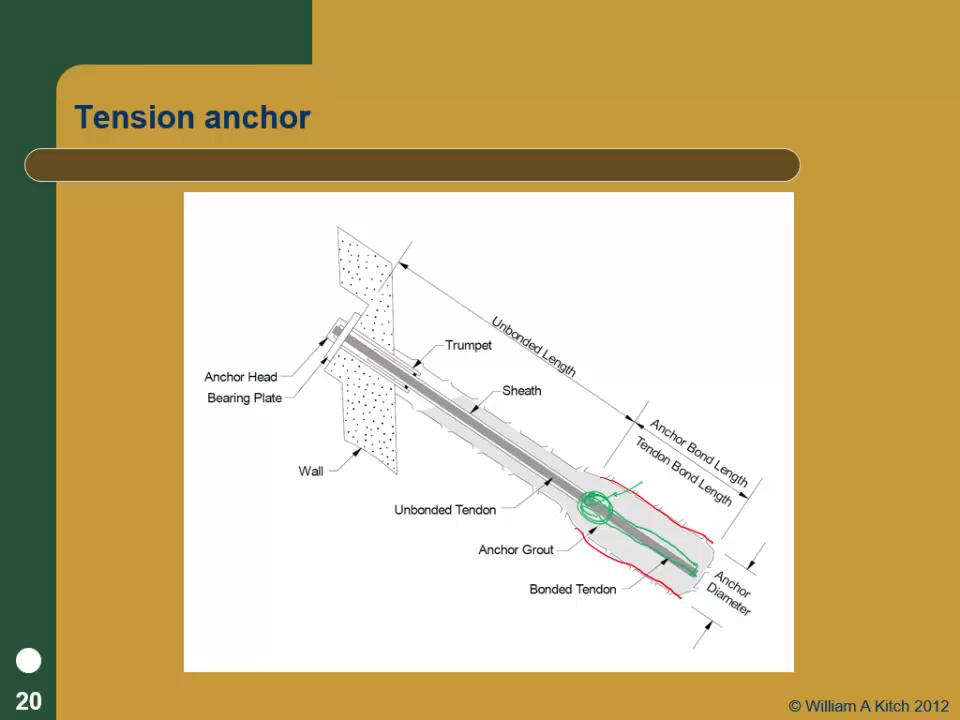 Tension anchor
Unbonded Length
Trumpet
Anchor Head
Bearing Plate
Sheath
Anchor Bond Length
Tendon Bond Length
Wall
Unbonded Tendon
Anchor Grout
Bonded Tendon
Anchor
Diameter
20
© William A Kitch 2012